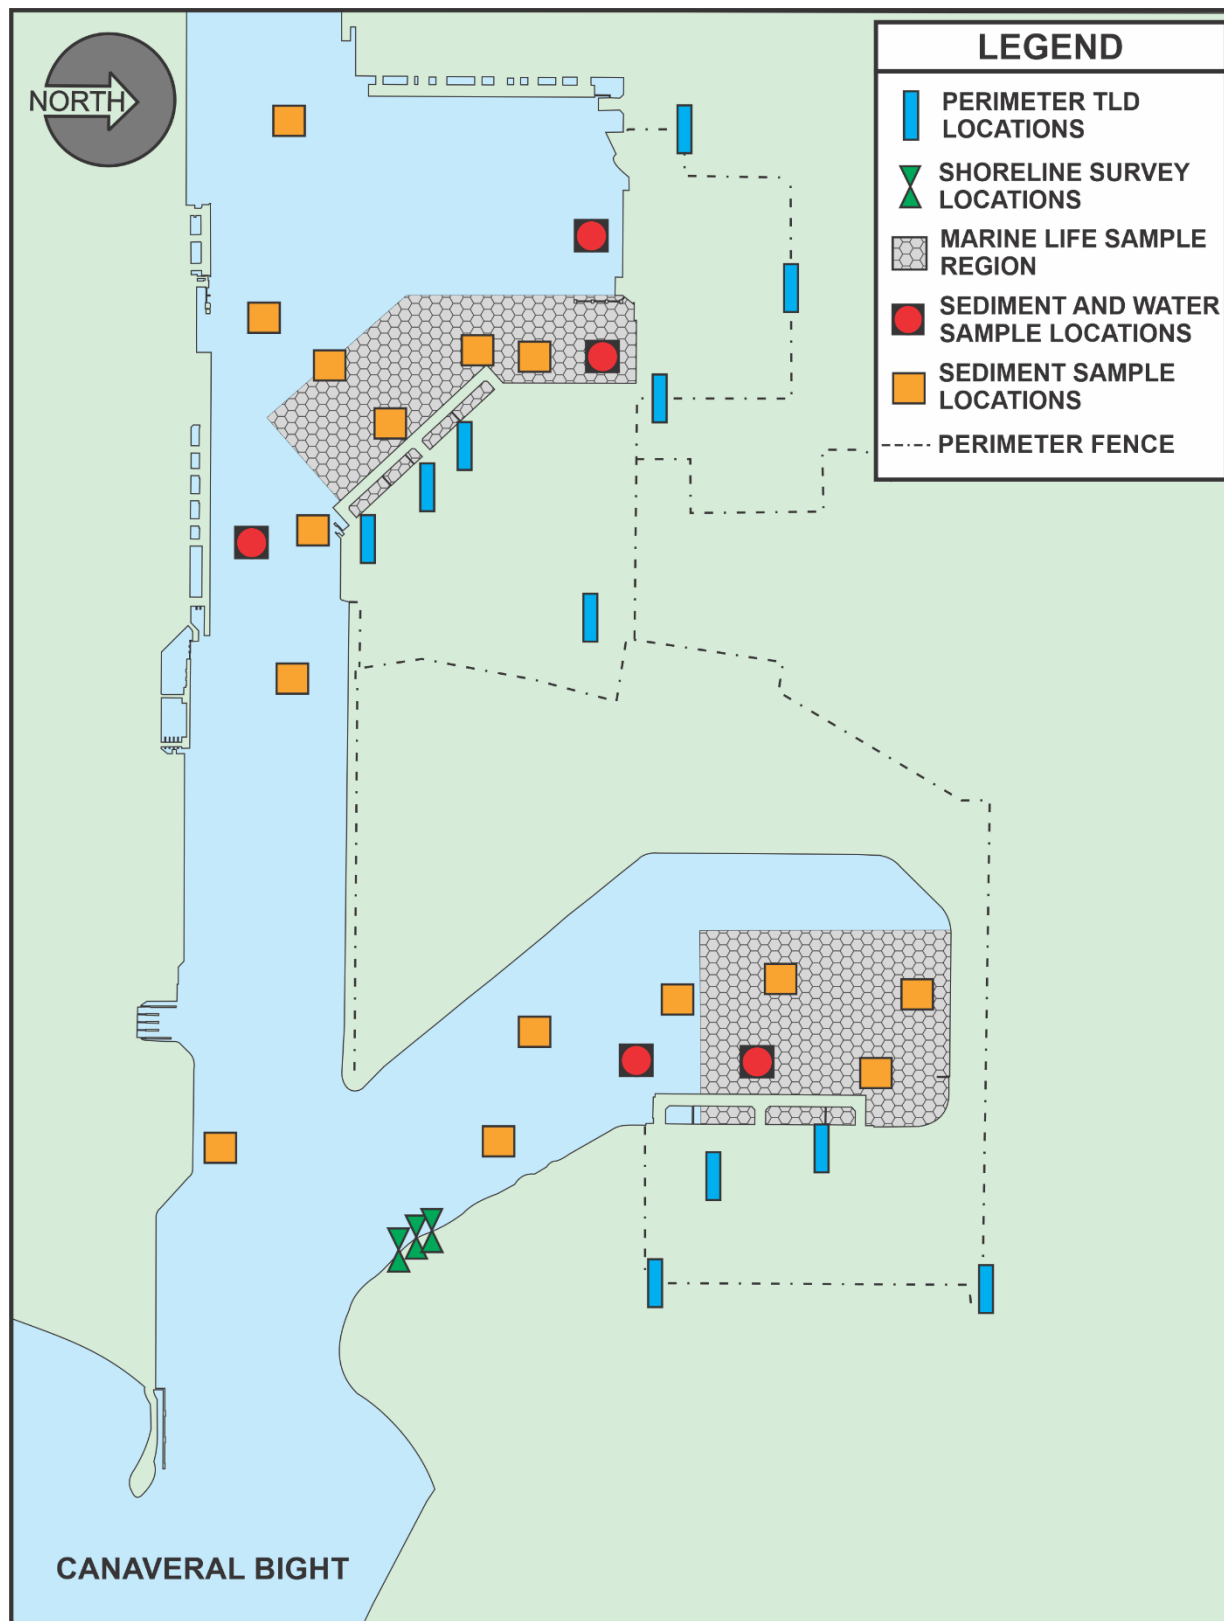 NORTH
LEGEND
PERIMETER TLD
LOCATIONS
SHORELINE SURVEY
LOCATIONS
MARINE LIFE SAMPLE
REGION
SEDIMENT AND WATER
SAMPLE LOCATIONS
SEDIMENT SAMPLE
LOCATIONS
PERIMETER FENCE
CANAVERAL BIGHT